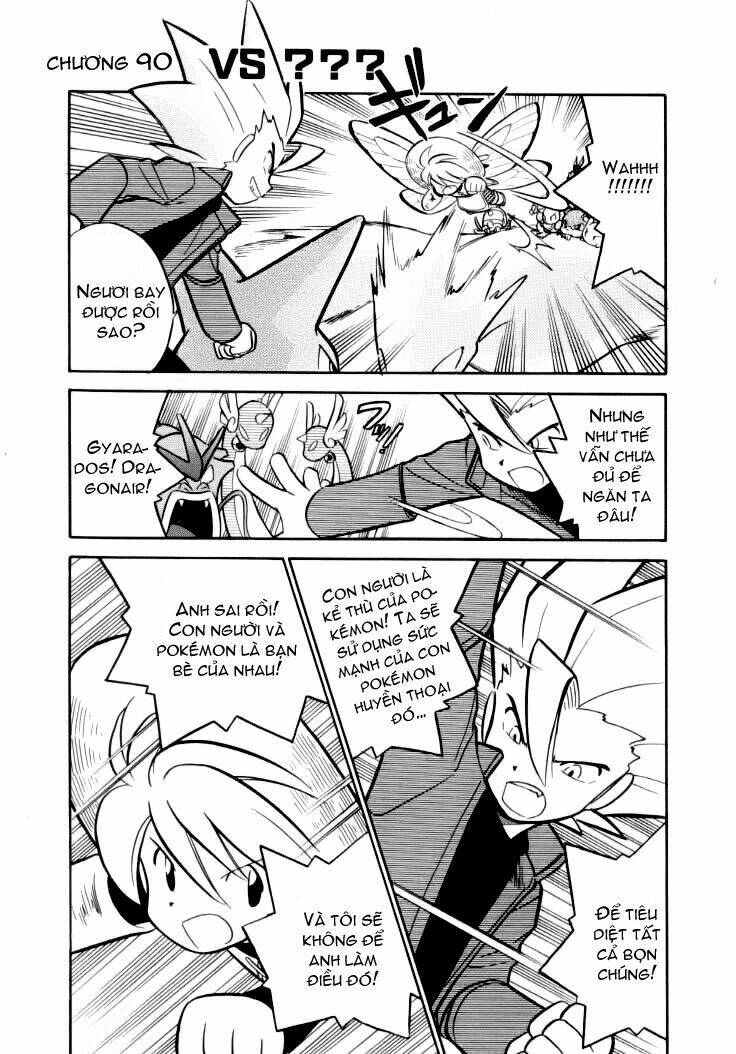 CHƯƠNG 90
VS ???
ギュン
WAHHH
!!!!!!!
NGƯƠI BAY
ĐƯỢC RỒI
SAO?
NHƯNG
NHƯ THẾ
VẪN CHƯA
ĐỦ ĐỂ
NGĂN TA
ĐÂU!
GYARA-
DOS! DRA-
GONAIR!
CON NGƯỜI LÀ
KẺ THÙ CỦA PO-
KÉMON! TA SẼ
SỬ DỤNG SỨC
MẠNH CỦA CON
POKÉMON
HUYỀN THOẠI
ĐÓ...
ĐỂ TIÊU
DIỆT TẤT
CẢ BỌN
CHÚNG!
ANH SAI RỒI!
CON NGƯỜI VÀ
POKÉMON LÀ BẠN
BÈ CỦA NHAU!
VÀ TÔI SẼ
KHÔNG ĐỂ
ANH LÀM
ĐIỀU ĐÓ!